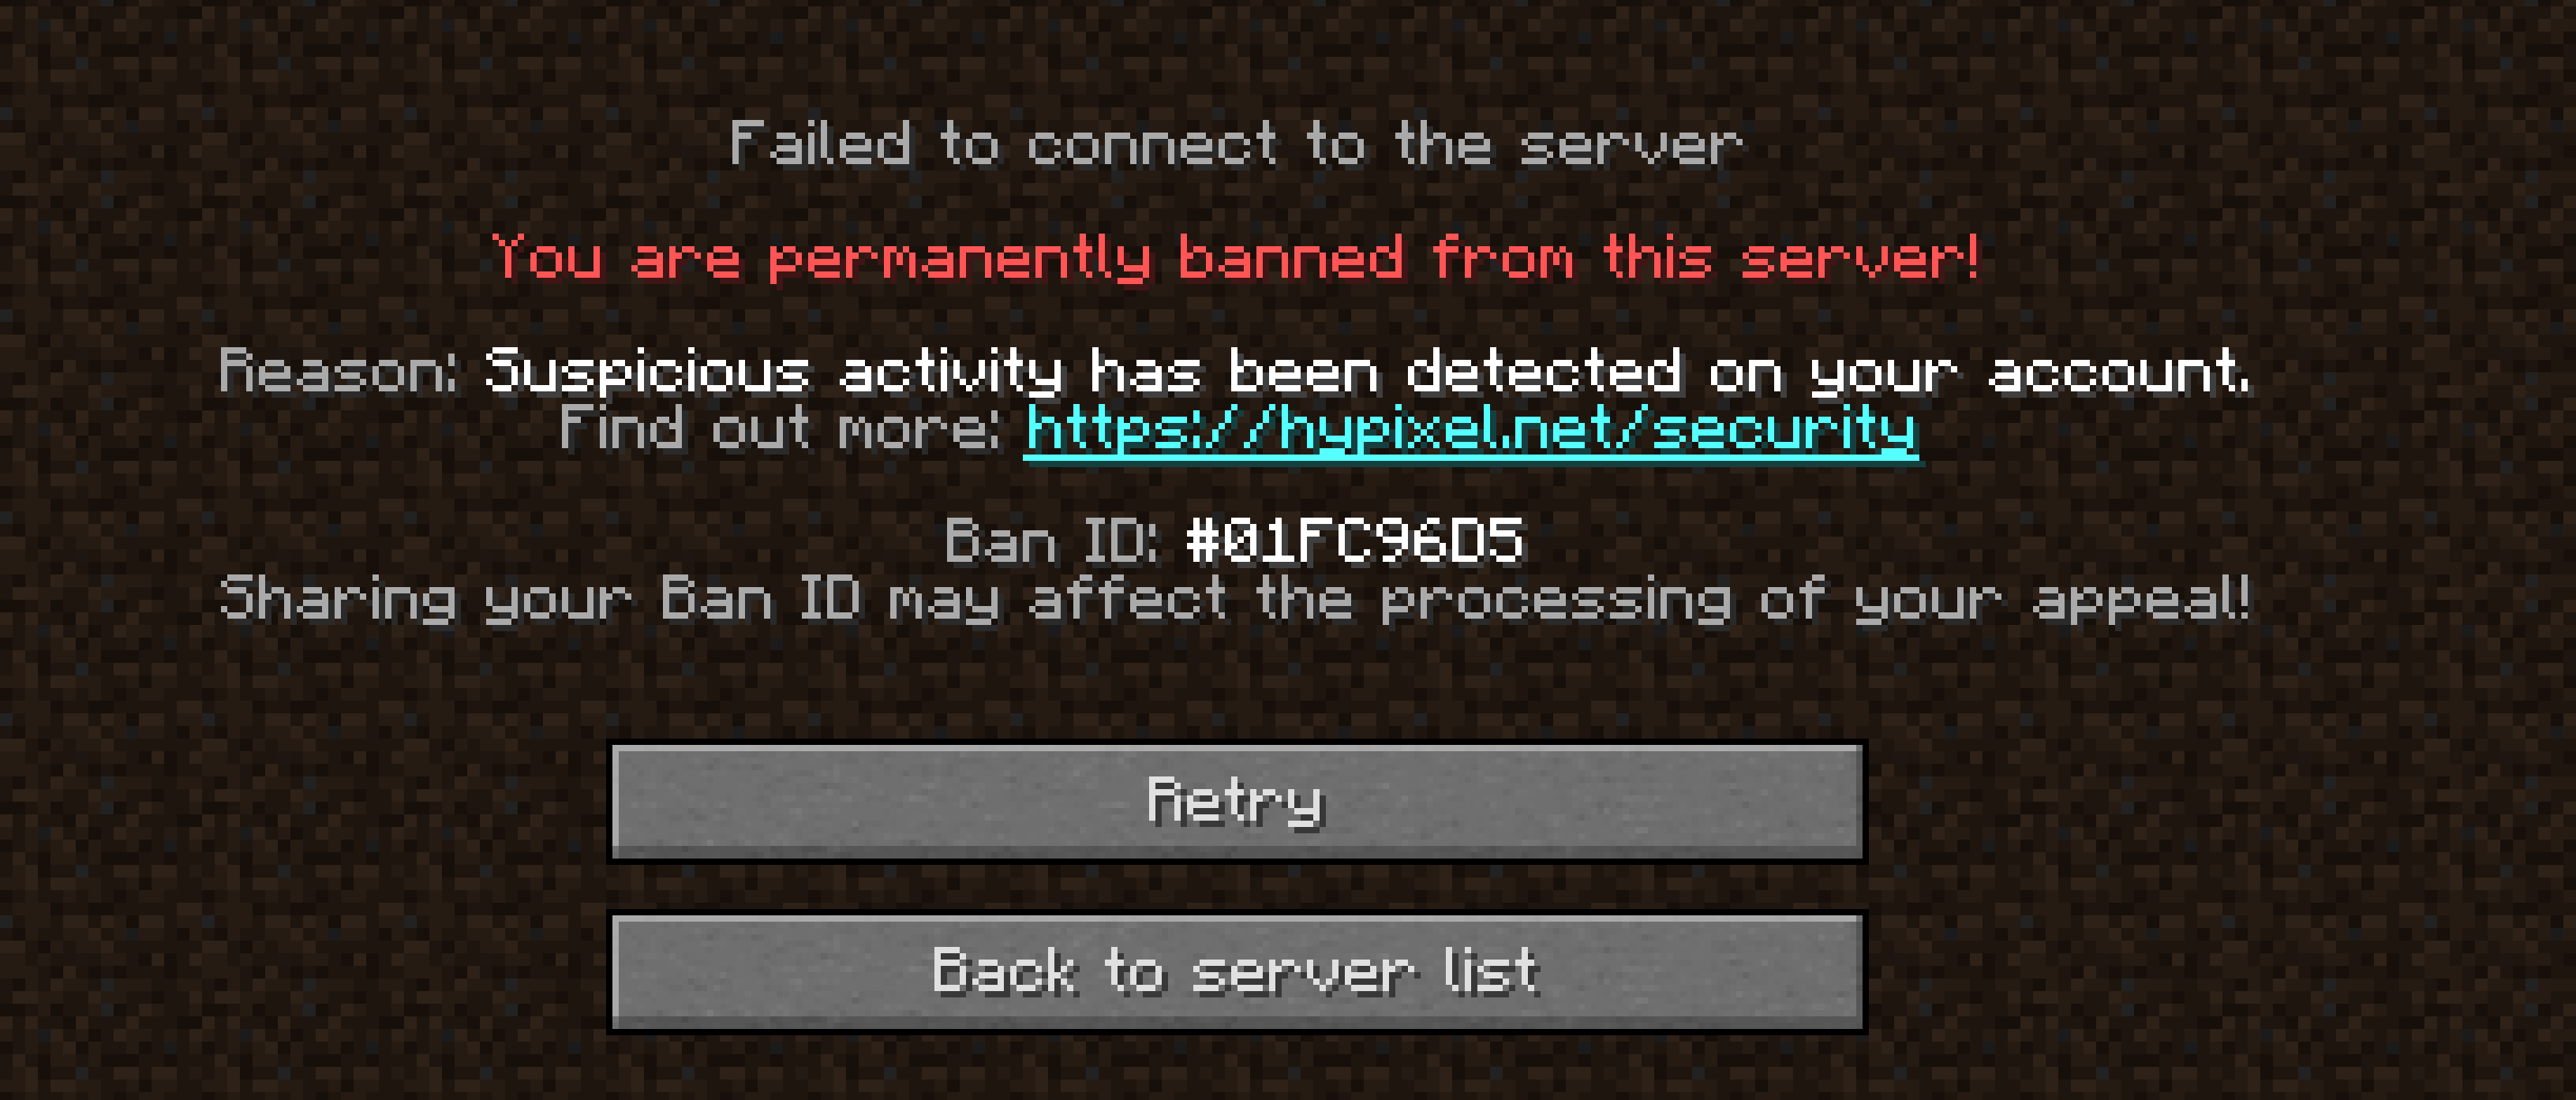 Failed to connect to the server
You are permanently banned from this server!
Reason: Suspicious activity has been detected on your account.
Find out more: https://hypixel.net/security
Ban ID: #01FC96D5
Sharing your Ban ID may affect the processing of your appeal!
Retry
Back to server list